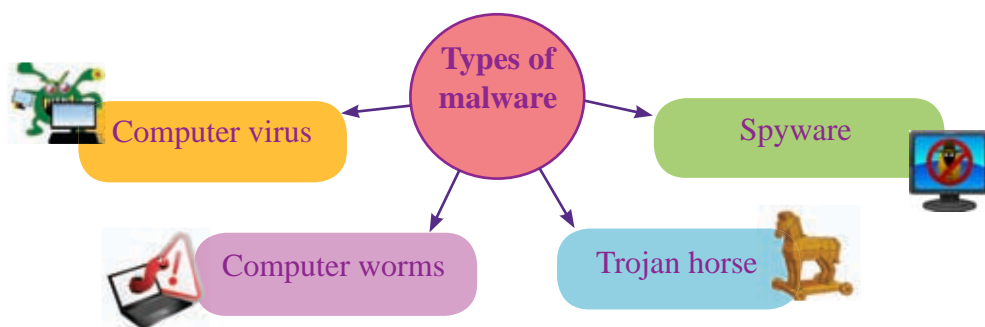 Types of
malware
Computer virus
Spyware
Computer worms
Trojan horse